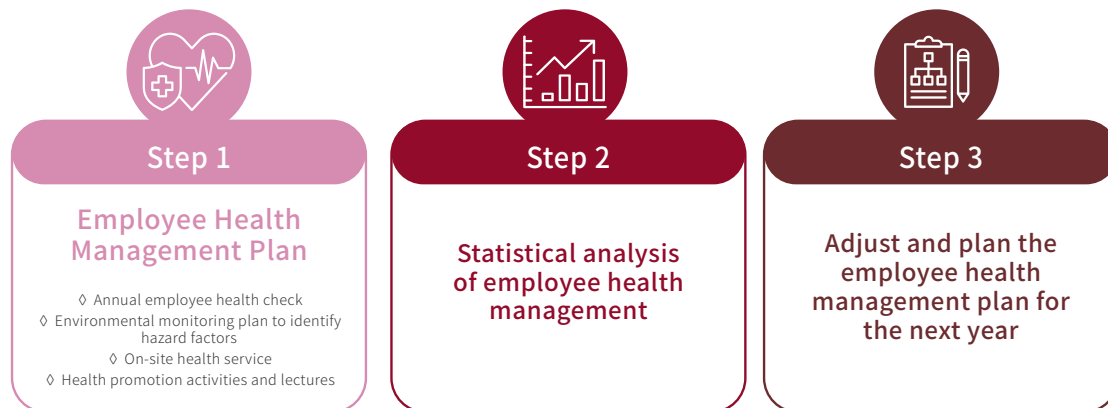 Step 1
Employee Health
Management Plan
◊ Annual employee health check
◊ Environmental monitoring plan to identify
hazard factors
◊ On-site health service
◊ Health promotion activities and lectures
Step 2
Statistical analysis
of employee health
management
Step 3
Adjust and plan the
employee health
management plan for
the next year